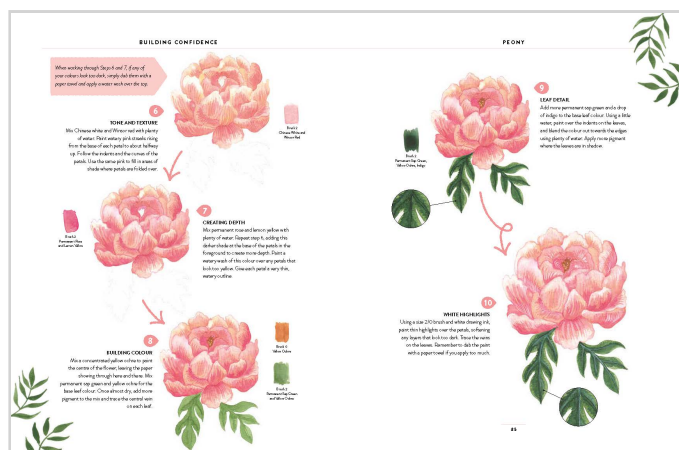 BUILDING CONFIDENCE
When working through Steps 6 and 7, if any of
your colours look too dark, simply dab them with a
paper towel and apply a water wash over the top.
6
TONE AND TEXTURE
Mix Chinese white and Winsor red with plenty
of water. Paint watery pink streaks rising
from the base of each petal to about halfway
up. Follow the indents and the curves of the
petals. Use the same pink to fill in areas of
shade where petals are folded over.
Chinese White and
Winsor Red
7
CREATING DEPTH
Mix permanent rose and lemon yellow with
plenty of water. Repeat step 6, adding this
darker shade at the base of the petals in the
foreground to create more depth. Paint a
watery wash of this colour over any petals that
look too yellow. Give each petal a very thin,
watery outline.
Permanent Rose
and Lemon Yellow
8
BUILDING COLOUR
Mix a concentrated yellow ochre to paint
the centre of the flower, leaving the paper
showing through here and there. Mix
permanent sap green and yellow ochre for the
base leaf colour. Once almost dry, add more
pigment to the mix and trace the central vein
on each leaf.
Yellow Ochre
Permanent Sap Green
and Yellow Ochre
PEONY
9
LEAF DETAIL
Add more permanent sap green and a drop
of indigo to the base leaf colour. Using a little
water, paint over the indents on the leaves,
and blend the colour out towards the edges
using plenty of water. Apply more pigment
where the leaves are in shadow.
Permanent Sap Green,
Yellow Ochre, Indigo
10
WHITE HIGHLIGHTS
Using a size 2/0 brush and white drawing ink,
paint thin highlights over the petals, softening
any layers that look too dark. Trace the veins
on the leaves. Remember to dab the paint
with a paper towel if you apply too much.